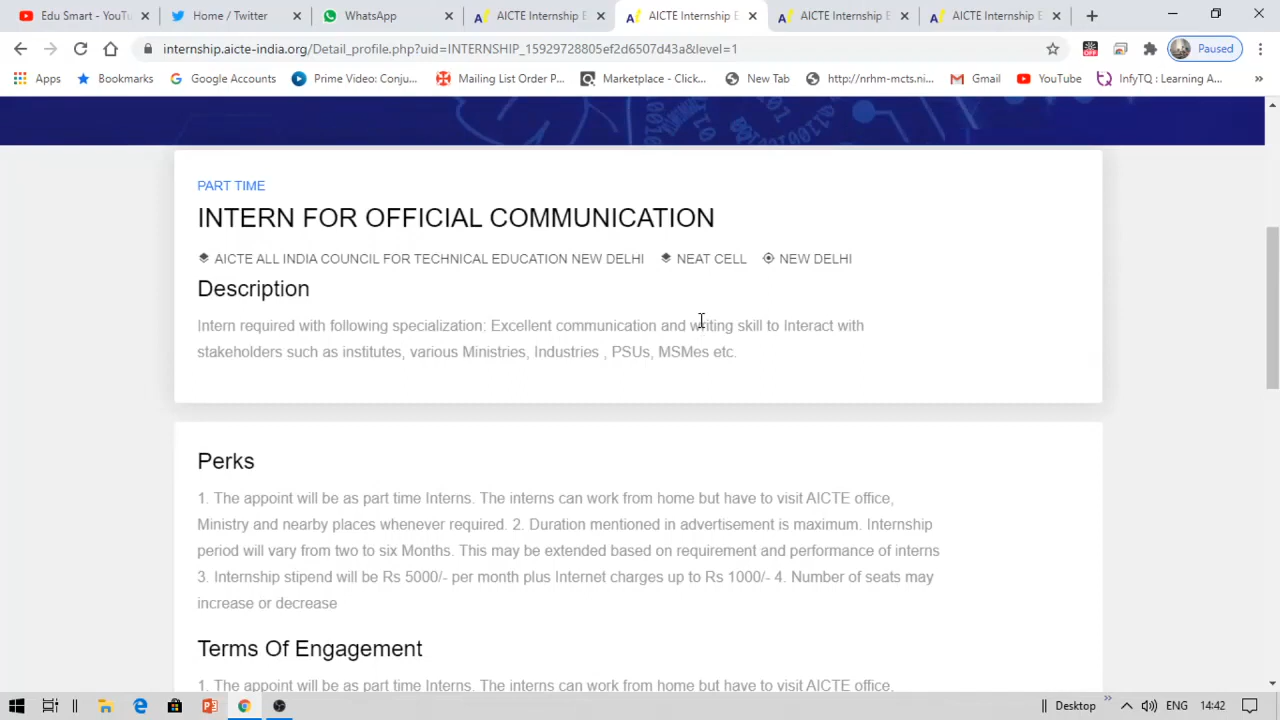 Edu Smart - YouTu
Home / Twitter
WhatsApp
AICTE Internship E
AICTE Internship E
AICTE Internship E
AICTE Internship E
internship.aicte-india.org/Detail_profile.php?uid=INTERNSHIP_15929728805ef2d6507d43a&level=1
Paused
Apps
Bookmarks
Google Accounts
Prime Video: Conju...
Mailing List Order P...
Marketplace - Click...
New Tab
http://nrhm-mcts.ni...
Gmail
YouTube
InfyTQ : Learning A...
»
PART TIME
INTERN FOR OFFICIAL COMMUNICATION
AICTE ALL INDIA COUNCIL FOR TECHNICAL EDUCATION NEW DELHI NEAT CELL NEW DELHI
Description
Intern required with following specialization: Excellent communication and writing skill to Interact with
stakeholders such as institutes, various Ministries, Industries , PSUs, MSMes etc.
Perks
1. The appoint will be as part time Interns. The interns can work from home but have to visit AICTE office,
Ministry and nearby places whenever required. 2. Duration mentioned in advertisement is maximum. Internship
period will vary from two to six Months. This may be extended based on requirement and performance of interns
3. Internship stipend will be Rs 5000/- per month plus Internet charges up to Rs 1000/- 4. Number of seats may
increase or decrease
Terms Of Engagement
1. The appoint will be as part time Interns. The interns can work from home but have to visit AICTE office,
Desktop
»
ENG
14:42